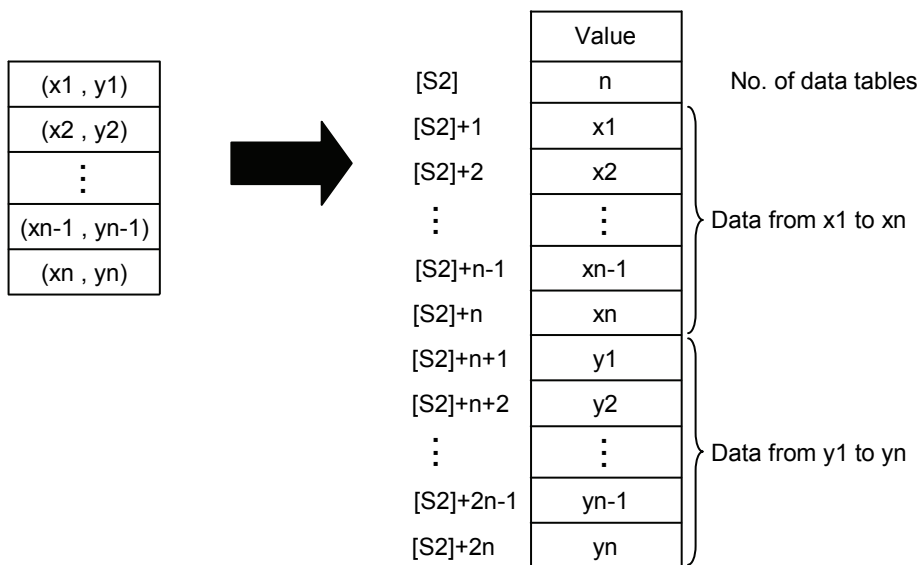 (x1 , y1)
(x2 , y2)
⋮
(xn-1 , yn-1)
(xn , yn)
Value
[S2] n No. of data tables
[S2]+1 x1
[S2]+2 x2
⋮ ⋮
Data from x1 to xn
[S2]+n-1 xn-1
[S2]+n xn
[S2]+n+1 y1
[S2]+n+2 y2
⋮ ⋮
Data from y1 to yn
[S2]+2n-1 yn-1
[S2]+2n yn